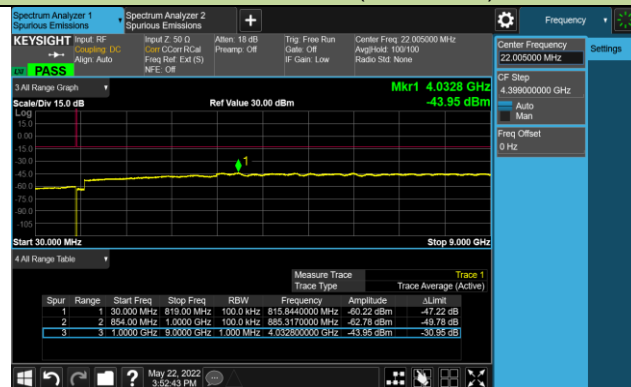 Spectrum Analyzer 1
Spurious Emissions
Spectrum Analyzer 2
Spurious Emissions
Frequency
KEYSIGHT
Input: RF
Coupling: DC
Align: Auto
Input Z: 50 Ω
Corr CCorr RCal
Freq Ref: Ext (S)
NFE: Off
Atten: 18 dB
Preamp: Off
Trig: Free Run
Gate: Off
IF Gain: Low
Center Freq: 22.005000 MHz
Avg|Hold: 100/100
Radio Std: None
PASS
Center Frequency
22.005000 MHz
Settings
CF Step
4.399000000 GHz
Auto
Man
Freq Offset
0 Hz
3 All Range Graph
Mkr1 4.0328 GHz
Scale/Div 15.0 dB
Ref Value 30.00 dBm
-43.95 dBm
Log
15.0
0.00
-15.0
-30.0
-45.0
-60.0
-75.0
-90.0
-105
1
Start 30.000 MHz
Stop 9.000 GHz
4 All Range Table
Measure Trace Trace 1
Trace Type Trace Average (Active)
Spur Range Start Freq Stop Freq RBW Frequency Amplitude ΔLimit
1 1 30.000 MHz 819.00 MHz 100.0 kHz 815.8440000 MHz -60.22 dBm -47.22 dB
2 2 854.00 MHz 1.0000 GHz 100.0 kHz 885.3170000 MHz -62.78 dBm -49.78 dB
3 3 1.0000 GHz 9.0000 GHz 1.000 MHz 4.032800000 GHz -43.95 dBm -30.95 dB
May 22, 2022
3:52:43 PM